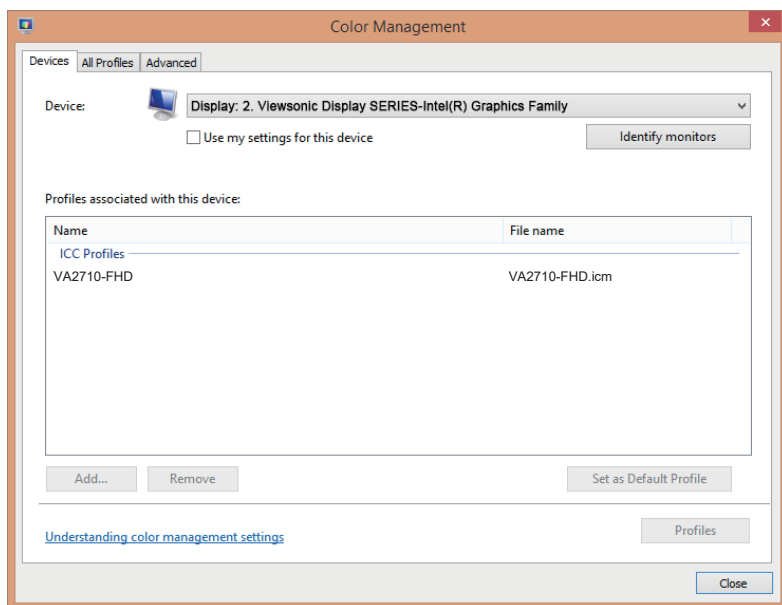 Color Management
Devices All Profiles Advanced
Device: Display: 2. Viewsonic Display SERIES-Intel(R) Graphics Family
Use my settings for this device Identify monitors
Profiles associated with this device:
Name File name
ICC Profiles
VA2710-FHD VA2710-FHD.icm
Add... Remove Set as Default Profile
Understanding color management settings Profiles
Close